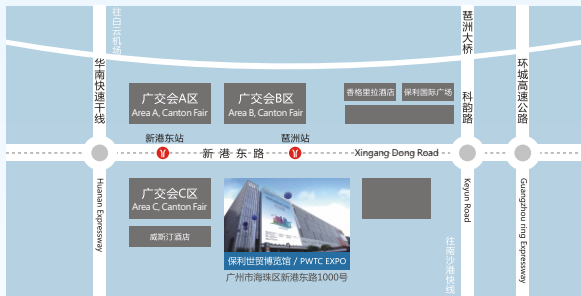 往白云机场
琶洲大桥
华南快速干线
环城高速公路
广交会A区
Area A, Canton Fair
广交会B区
Area B, Canton Fair
香格里拉酒店
保利国际广场
科韵路
新港东站
琶洲站
新港东路
Xingang Dong Road
Huanan Expressway
广交会C区
Area C, Canton Fair
威斯汀酒店
保利世贸博览馆 / PWTC EXPO
广州市海珠区新港东路1000号
Keyun Road
往南沙港快线
Guangzhou ring Expressway